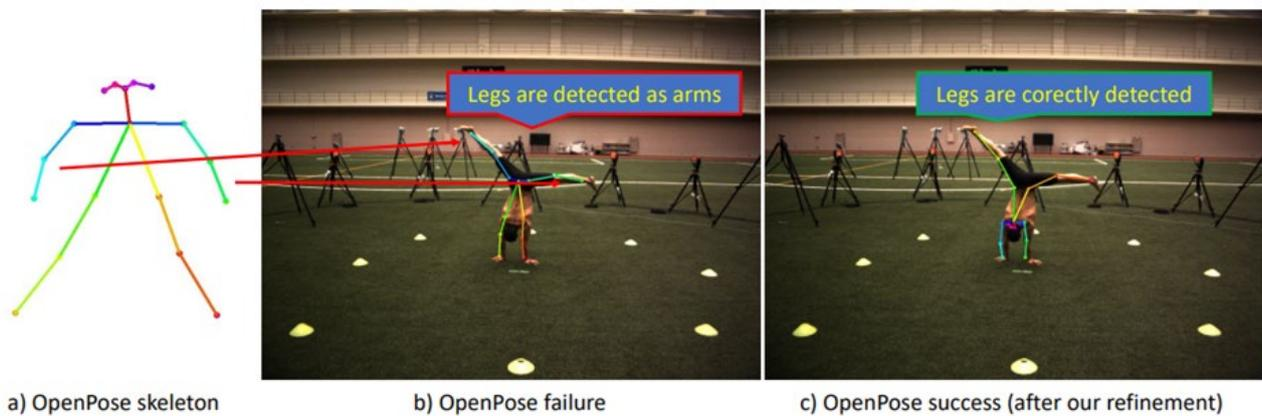 Legs are detected as arms
Legs are corectly detected
a) OpenPose skeleton
b) OpenPose failure
c) OpenPose success (after our refinement)